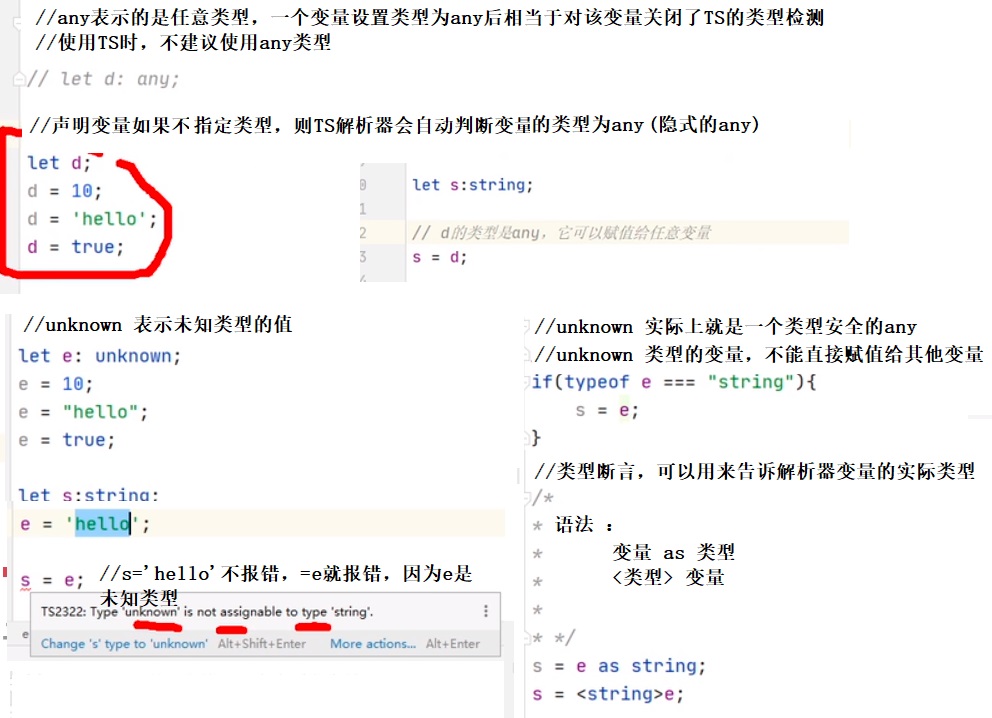 //any表示的是任意类型，一个变量设置类型为any后相当于对该变量关闭了TS的类型检测
//使用TS时，不建议使用any类型
// let d: any;
//声明变量如果不指定类型，则TS解析器会自动判断变量的类型为any(隐式的any)
let d;
d = 10;
d = 'hello';
d = true;
let s:string;
// d的类型是any，它可以赋值给任意变量
s = d;
//unknown 表示未知类型的值
let e: unknown;
e = 10;
e = "hello";
e = true;
let s:string;
e = 'hello';
s = e; //s='hello'不报错，=e就报错，因为e是
未知类型
TS2322: Type 'unknown' is not assignable to type 'string'.
Change 's' type to 'unknown' Alt+Shift+Enter More actions... Alt+Enter
//unknown 实际上就是一个类型安全的any
//unknown 类型的变量，不能直接赋值给其他变量
if(typeof e === "string"){
s = e;
}
//类型断言，可以用来告诉解析器变量的实际类型
/*
* 语法 ：
* 变量 as 类型
* <类型> 变量
*
* */
s = e as string;
s = <string>e;